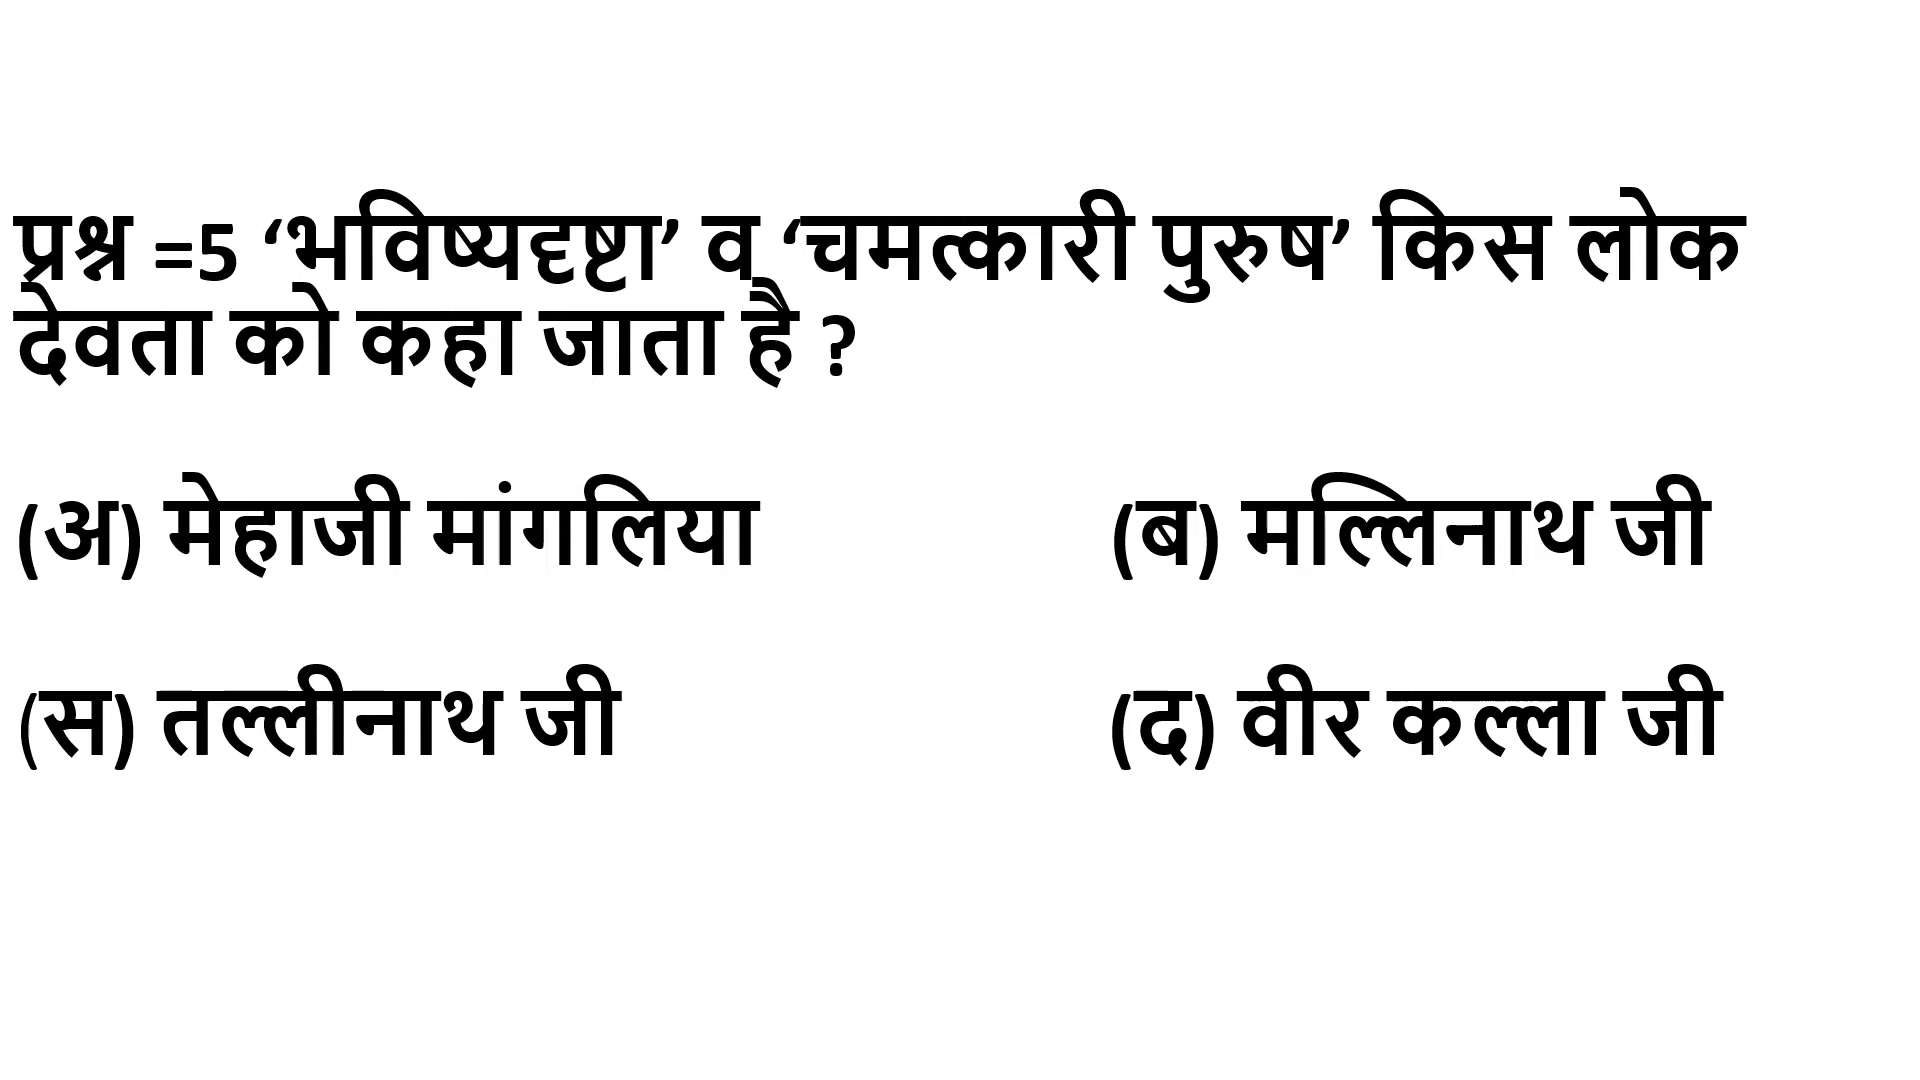 प्रश्न =5 ‘भविष्यदृष्टा’ व ‘चमत्कारी पुरुष’ किस लोक
देवता को कहा जाता है ?
(अ) मेहाजी मांगलिया (ब) मल्लिनाथ जी
(स) तल्लीनाथ जी (द) वीर कल्ला जी